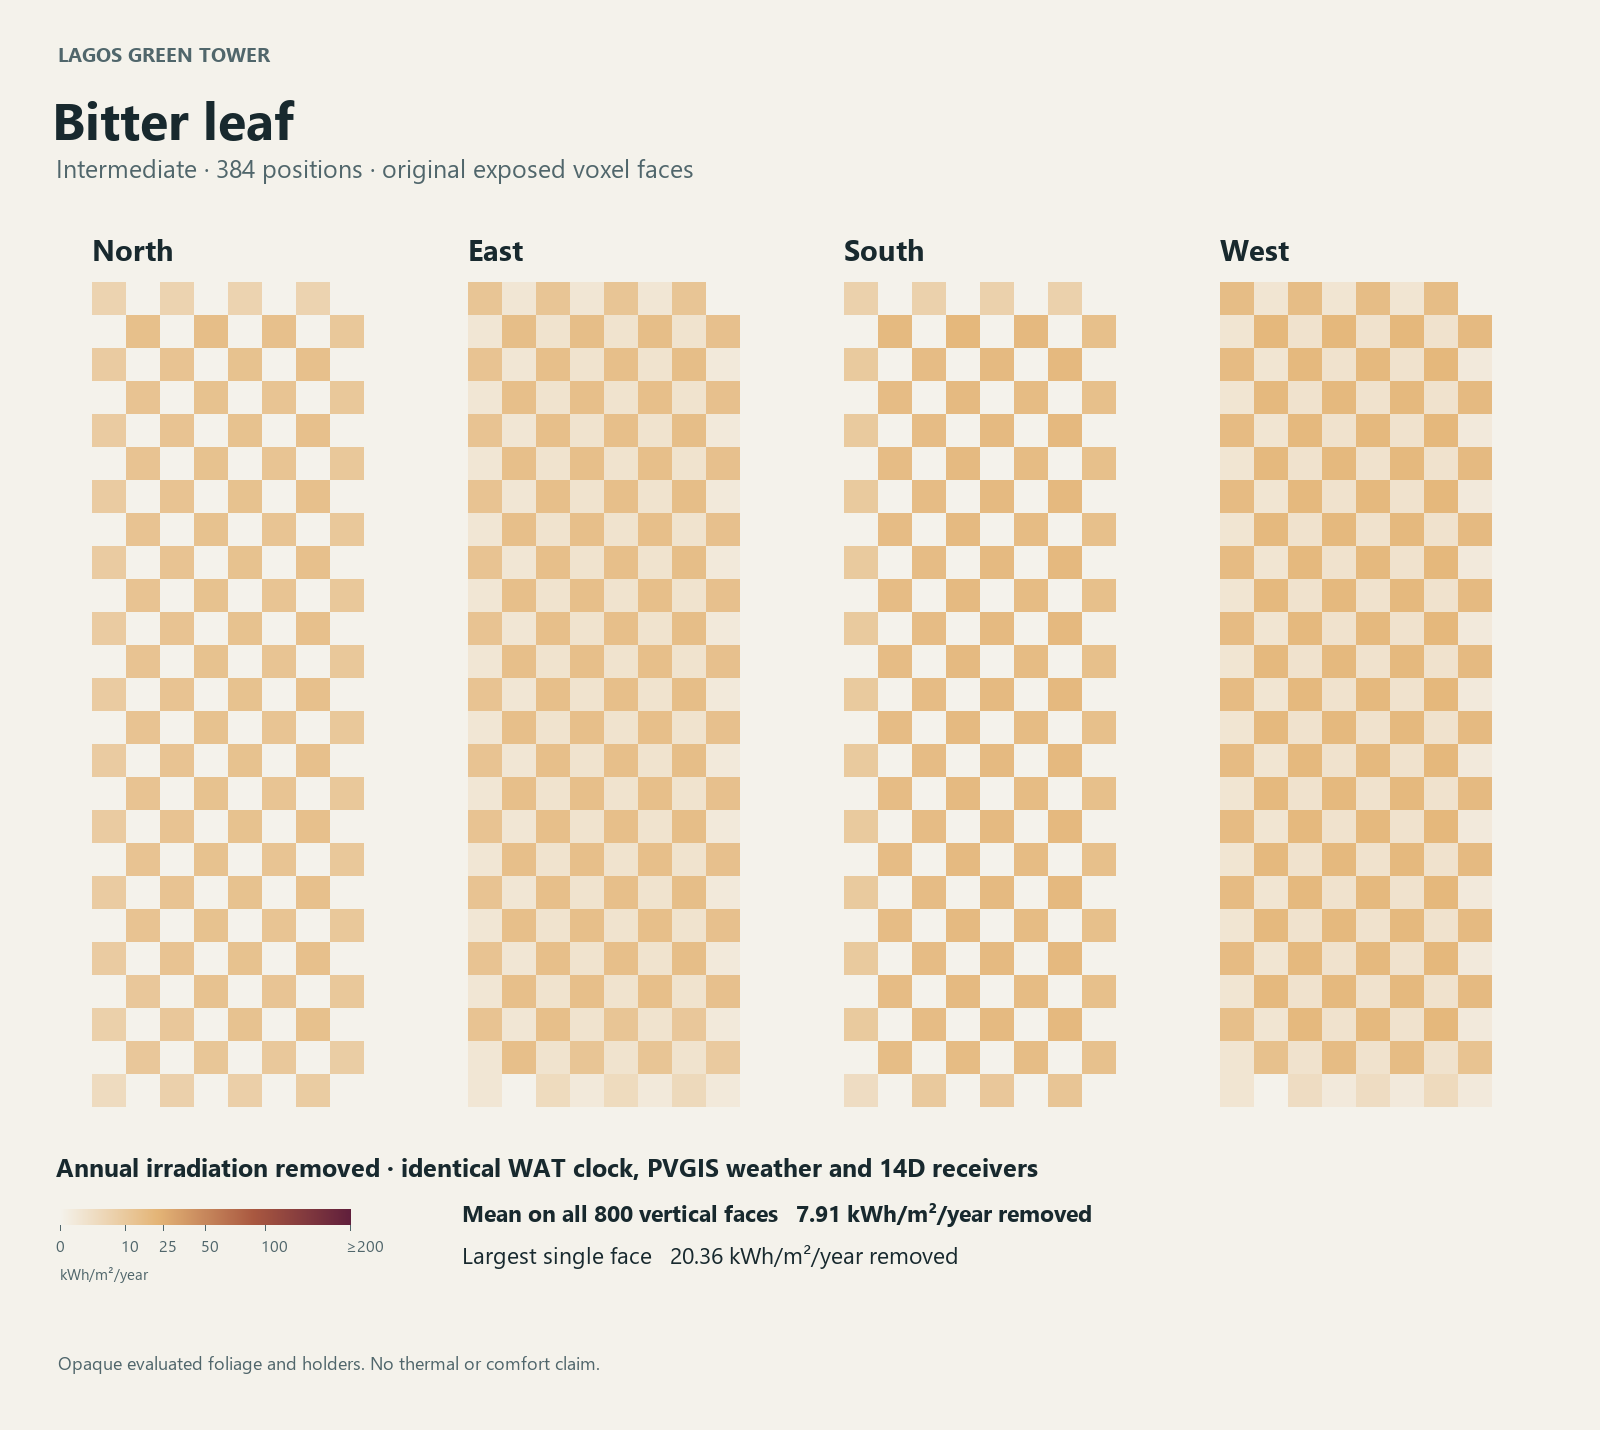 LAGOS GREEN TOWER
Bitter leaf
Intermediate · 384 positions · original exposed voxel faces
North East South West
Annual irradiation removed · identical WAT clock, PVGIS weather and 14D receivers
Mean on all 800 vertical faces 7.91 kWh/m²/year removed
0 10 25 50 100 ≥200
Largest single face 20.36 kWh/m²/year removed
kWh/m²/year
Opaque evaluated foliage and holders. No thermal or comfort claim.